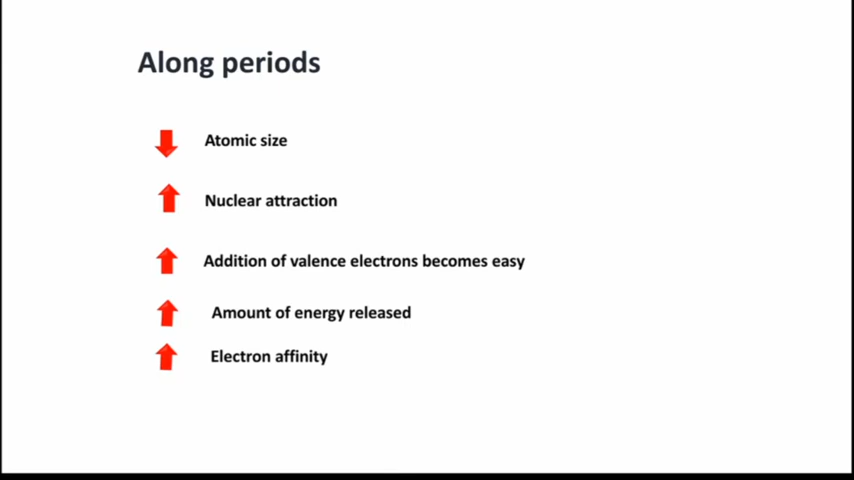 Along periods
Atomic size
Nuclear attraction
Addition of valence electrons becomes easy
Amount of energy released
Electron affinity